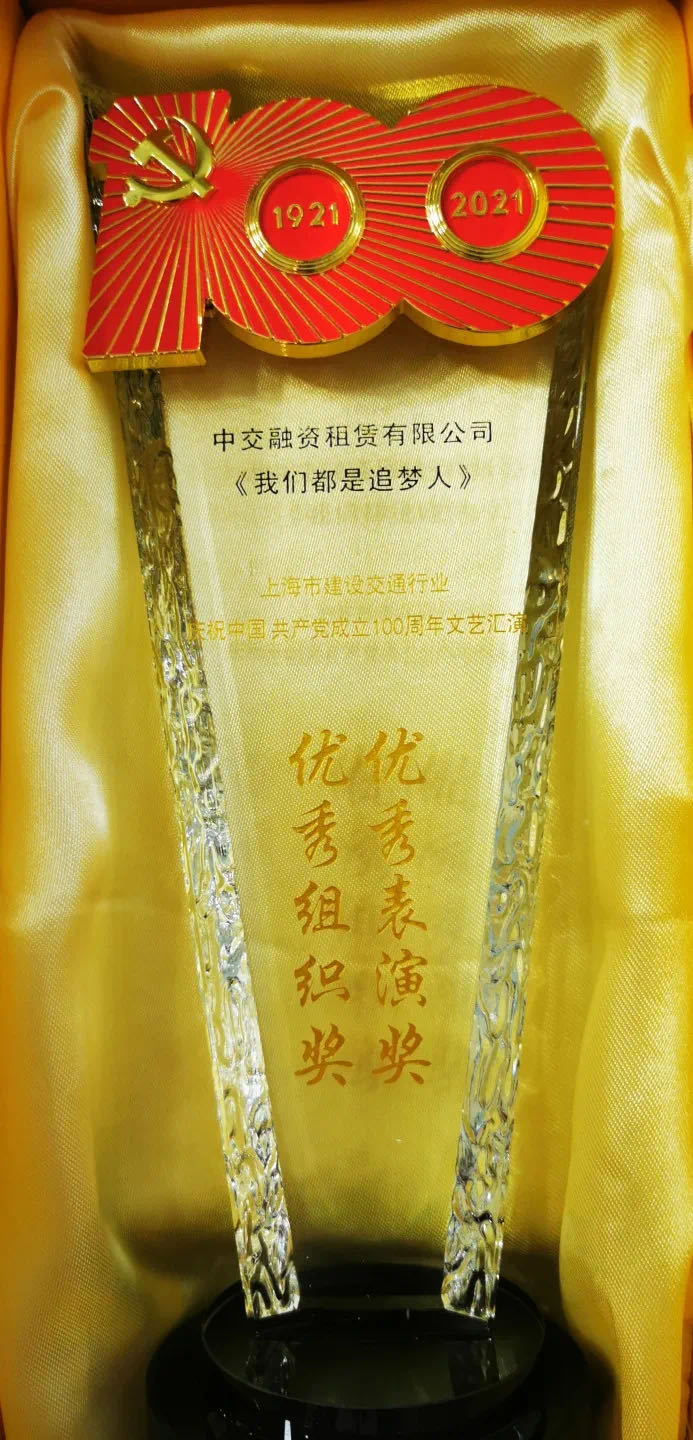 1921
2021
中交融资租赁有限公司
《我们都是追梦人》
上海市建设交通行业
庆祝中国共产党成立100周年文艺汇演
优秀表演奖
优秀组织奖